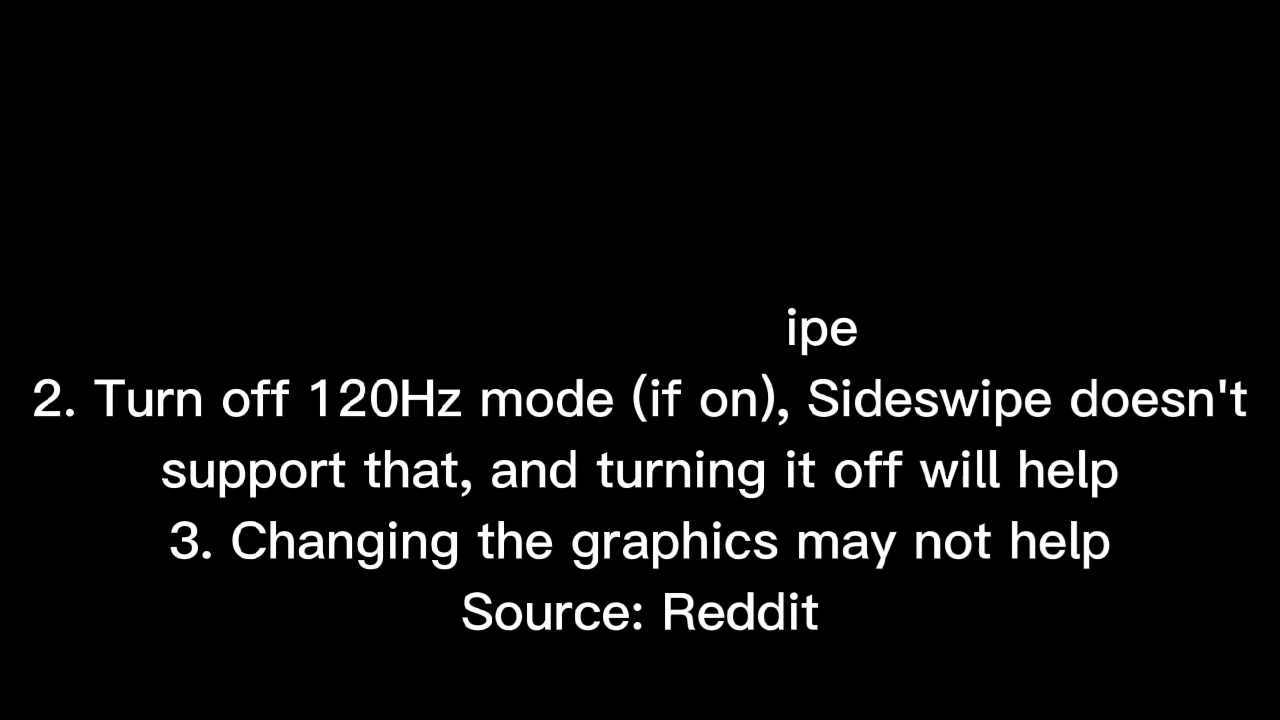 ipe
2. Turn off 120Hz mode (if on), Sideswipe doesn't
support that, and turning it off will help
3. Changing the graphics may not help
Source: Reddit